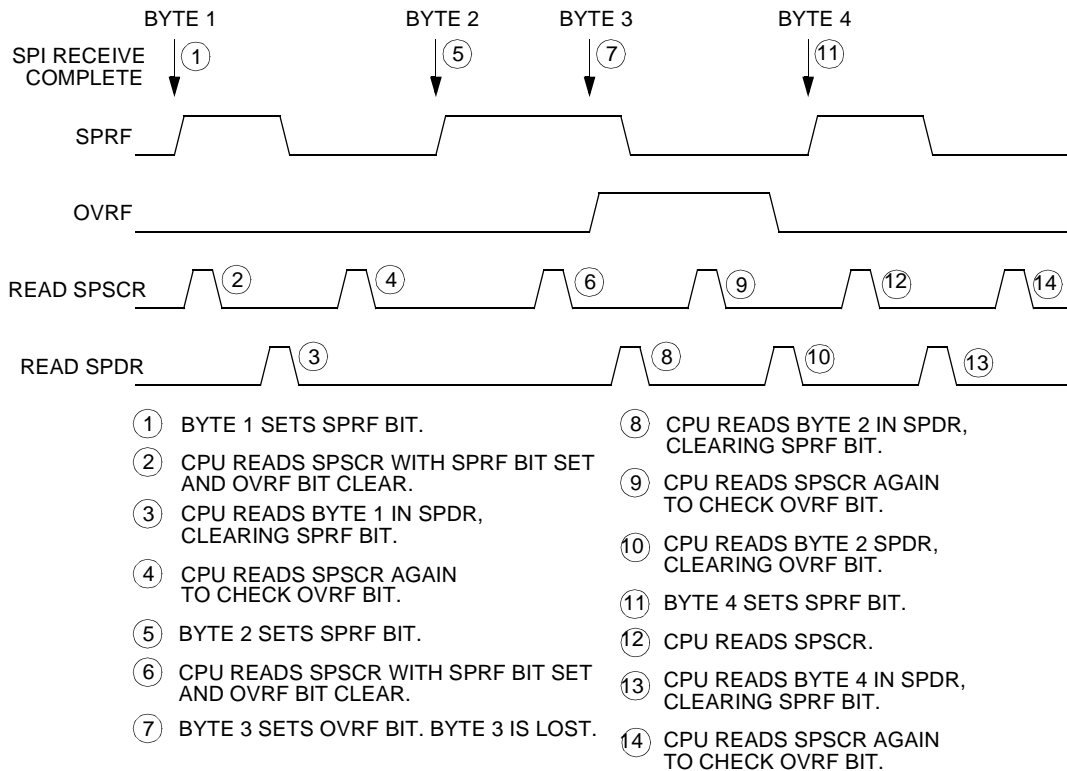 BYTE 1
BYTE 2
BYTE 3
BYTE 4
SPI RECEIVE
COMPLETE
1
5
7
11
SPRF
OVRF
READ SPSCR
2
4
6
9
12
14
READ SPDR
3
8
10
13
1 BYTE 1 SETS SPRF BIT.
2 CPU READS SPSCR WITH SPRF BIT SET
AND OVRF BIT CLEAR.
3 CPU READS BYTE 1 IN SPDR,
CLEARING SPRF BIT.
4 CPU READS SPSCR AGAIN
TO CHECK OVRF BIT.
5 BYTE 2 SETS SPRF BIT.
6 CPU READS SPSCR WITH SPRF BIT SET
AND OVRF BIT CLEAR.
7 BYTE 3 SETS OVRF BIT. BYTE 3 IS LOST.
8 CPU READS BYTE 2 IN SPDR,
CLEARING SPRF BIT.
9 CPU READS SPSCR AGAIN
TO CHECK OVRF BIT.
10 CPU READS BYTE 2 SPDR,
CLEARING OVRF BIT.
11 BYTE 4 SETS SPRF BIT.
12 CPU READS SPSCR.
13 CPU READS BYTE 4 IN SPDR,
CLEARING SPRF BIT.
14 CPU READS SPSCR AGAIN
TO CHECK OVRF BIT.